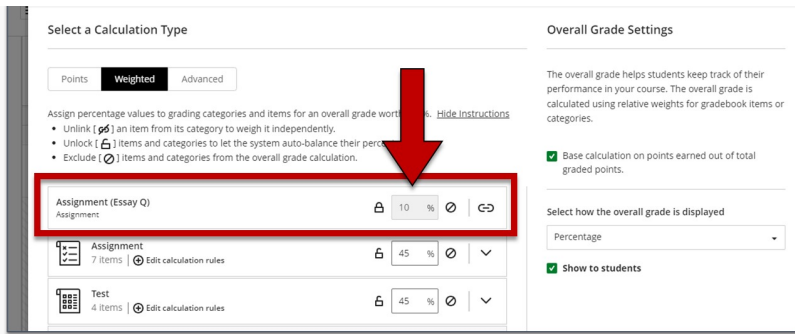 Select a Calculation Type
Points Weighted Advanced
Assign percentage values to grading categories and items for an overall grade %. Hide Instructions
• Unlink [ ] an item from its category to weigh it independently.
• Unlock [ ] items and categories to let the system auto-balance their
• Exclude [ ] items and categories from the overall grade calculation.
Assignment (Essay Q) 10 %
Assignment
Assignment 45 %
7 items | Edit calculation rules
Test 45 %
4 items | Edit calculation rules
Overall Grade Settings
The overall grade helps students keep track of their
performance in your course. The overall grade is
calculated using relative weights for gradebook items or
categories.
Base calculation on points earned out of total
graded points.
Select how the overall grade is displayed
Percentage
Show to students